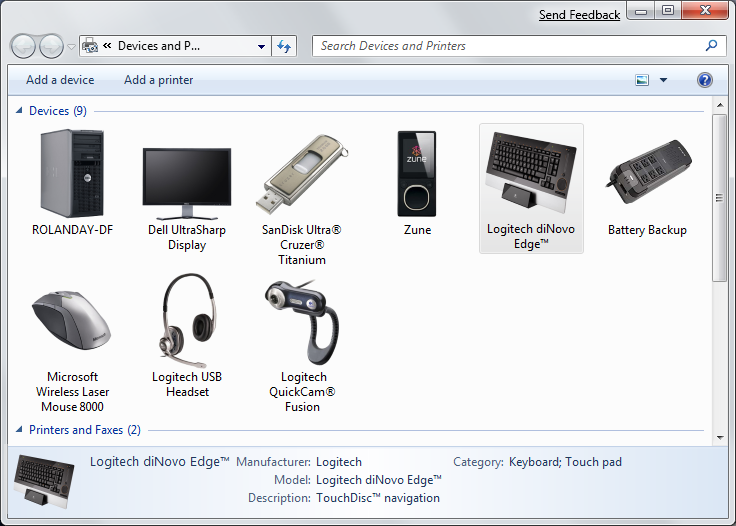 Send Feedback
« Devices and P...
Search Devices and Printers
Add a device
Add a printer
?
Devices (9)
zune
ROLANDAY-DF
Dell UltraSharp
Display
SanDisk Ultra®
Cruzer®
Titanium
Zune
Logitech diNovo
Edge™
Battery Backup
Microsoft
Wireless Laser
Mouse 8000
Logitech USB
Headset
Logitech
QuickCam®
Fusion
Printers and Faxes (2)
Logitech diNovo Edge™ Manufacturer: Logitech Category: Keyboard; Touch pad
Model: Logitech diNovo Edge™
Description: TouchDisc™ navigation